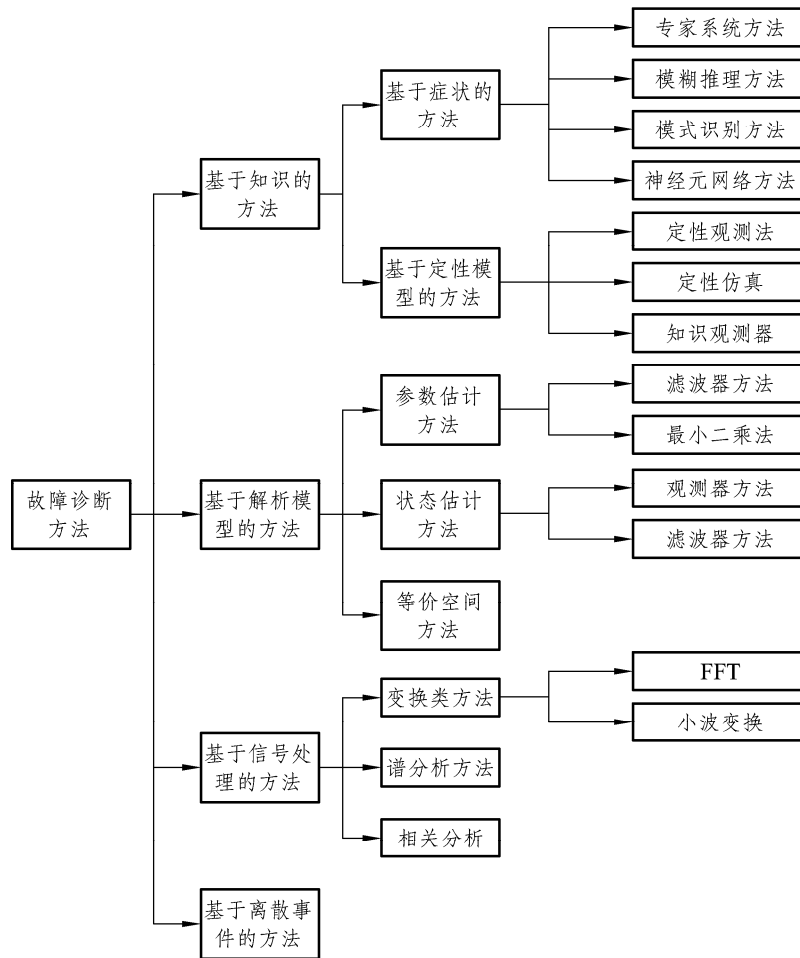 专家系统方法
基于症状的
方法
模糊推理方法
模式识别方法
基于知识的
方法
神经元网络方法
定性观测法
基于定性模
型的方法
定性仿真
知识观测器
参数估计
方法
滤波器方法
最小二乘法
故障诊断
方法
基于解析模
型的方法
状态估计
方法
观测器方法
滤波器方法
等价空间
方法
变换类方法
FFT
小波变换
基于信号处
理的方法
谱分析方法
相关分析
基于离散事
件的方法